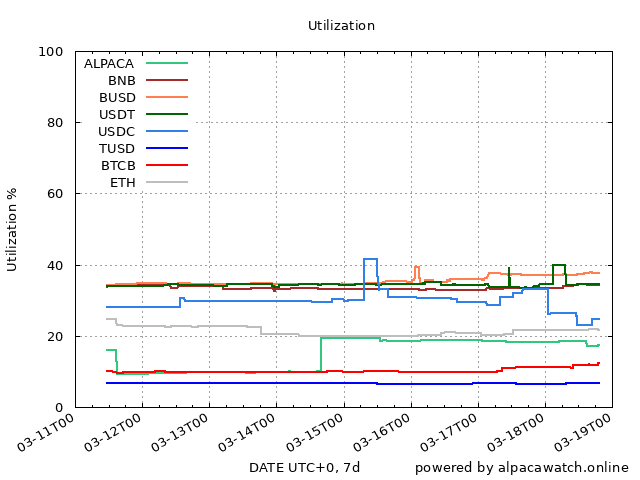 Utilization
100
80
60
40
20
0
Utilization %
ALPACA
BNB
BUSD
USDT
USDC
TUSD
BTCB
ETH
03-11T00
03-12T00
03-13T00
03-14T00
03-15T00
03-16T00
03-17T00
03-18T00
03-19T00
DATE UTC+0, 7d
powered by alpacawatch.online